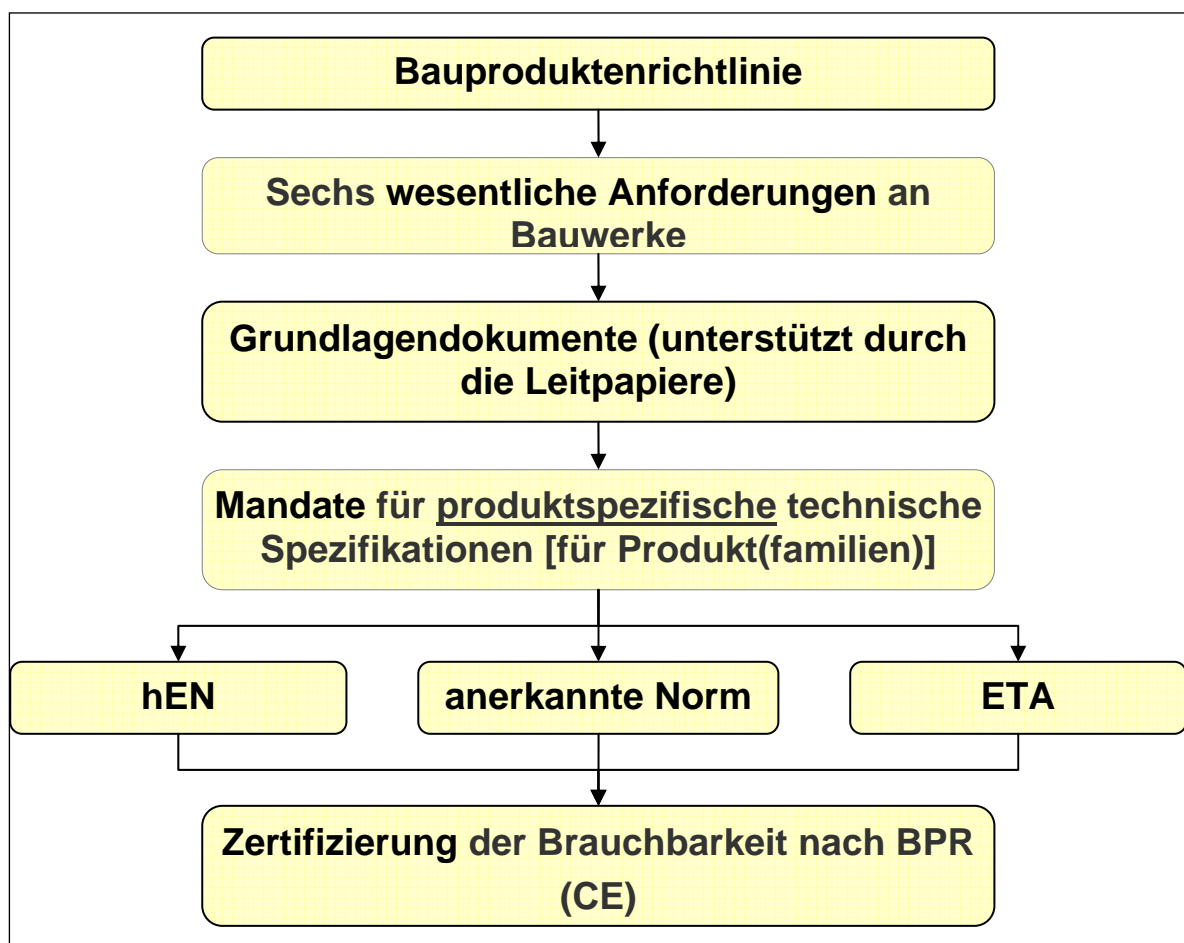 Bauproduktenrichtlinie
Sechs wesentliche Anforderungen an
Bauwerke
Grundlagendokumente (unterstützt durch
die Leitpapiere)
Mandate für produktspezifische technische
Spezifikationen [für Produkt(familien)]
hEN
anerkannte Norm
ETA
Zertifizierung der Brauchbarkeit nach BPR
(CE)